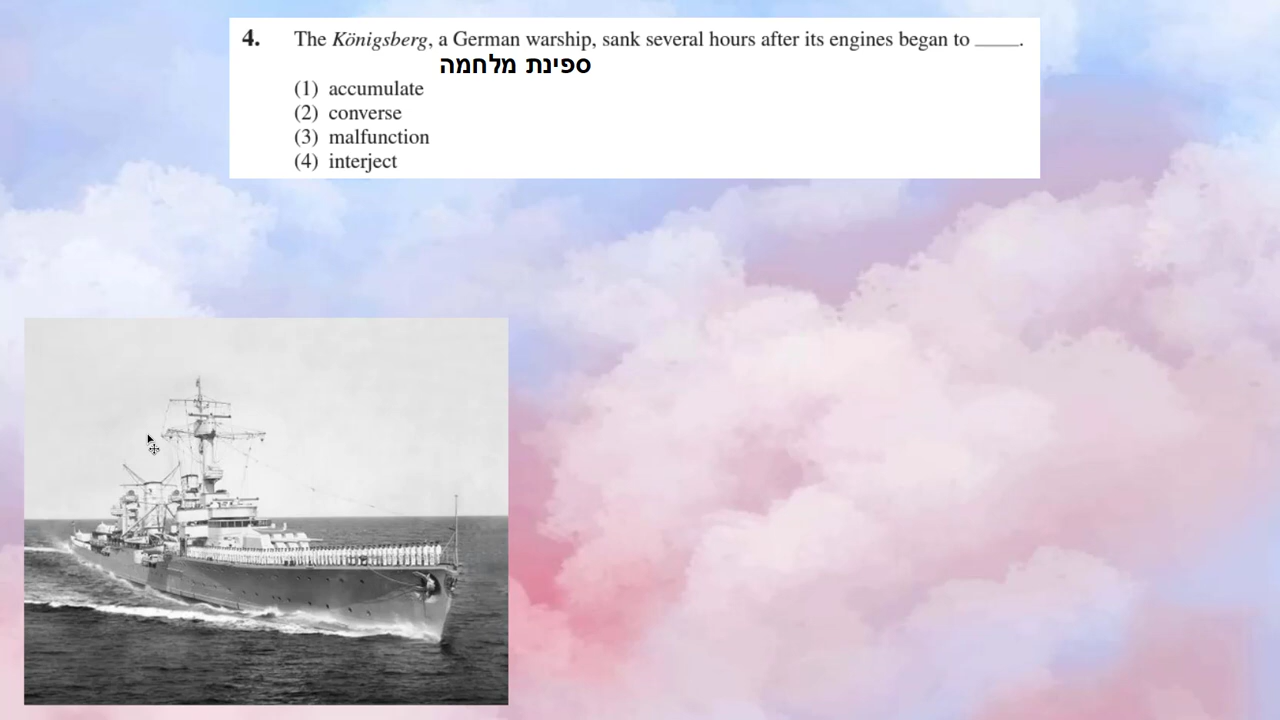 4. The Königsberg, a German warship, sank several hours after its engines began to _____.
ספינת מלחמה
(1) accumulate
(2) converse
(3) malfunction
(4) interject